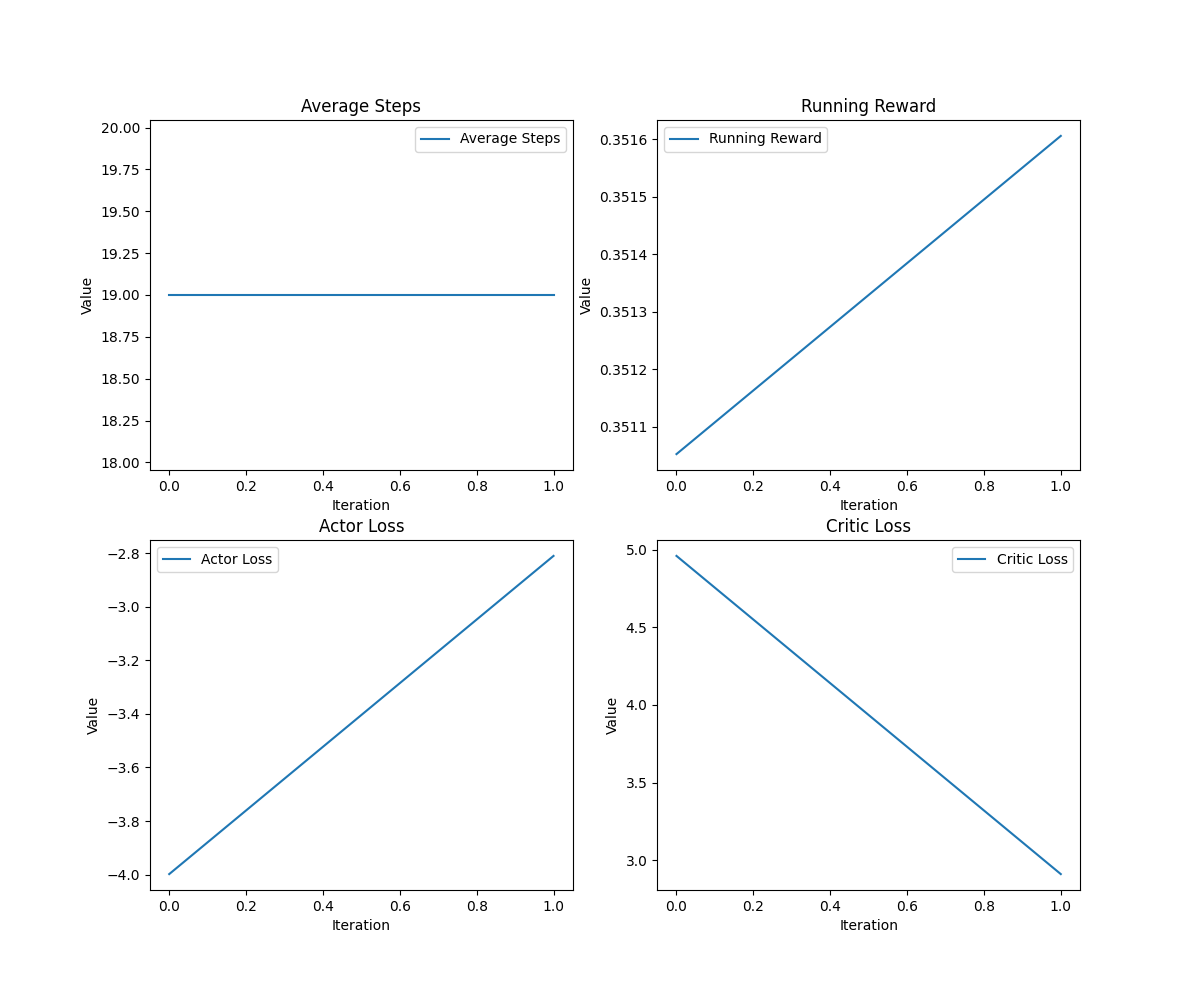 Average Steps
20.00
19.75
19.50
19.25
19.00
18.75
18.50
18.25
18.00
Value
Average Steps
0.0 0.2 0.4 0.6 0.8 1.0
Iteration
Running Reward
0.3516
0.3515
0.3514
0.3513
0.3512
0.3511
Value
Running Reward
0.0 0.2 0.4 0.6 0.8 1.0
Iteration
Actor Loss
−2.8
−3.0
−3.2
−3.4
−3.6
−3.8
−4.0
Value
Actor Loss
0.0 0.2 0.4 0.6 0.8 1.0
Iteration
Critic Loss
5.0
4.5
4.0
3.5
3.0
Value
Critic Loss
0.0 0.2 0.4 0.6 0.8 1.0
Iteration